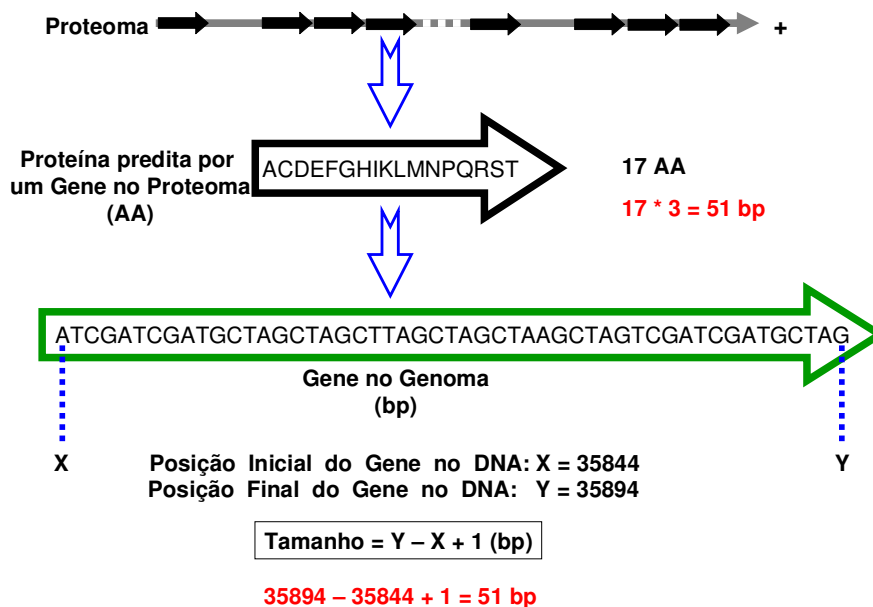 Proteoma +
Proteína predita por
um Gene no Proteoma
(AA)
ACDEFGHIKLMNPQRST
17 AA
17 * 3 = 51 bp
ATCGATCGATGCTAGCTAGCTTAGCTAGCTAAGCTAGTCGATCGATGCTAG
Gene no Genoma
(bp)
X Y
Posição Inicial do Gene no DNA: X = 35844
Posição Final do Gene no DNA: Y = 35894
Tamanho = Y – X + 1 (bp)
35894 – 35844 + 1 = 51 bp